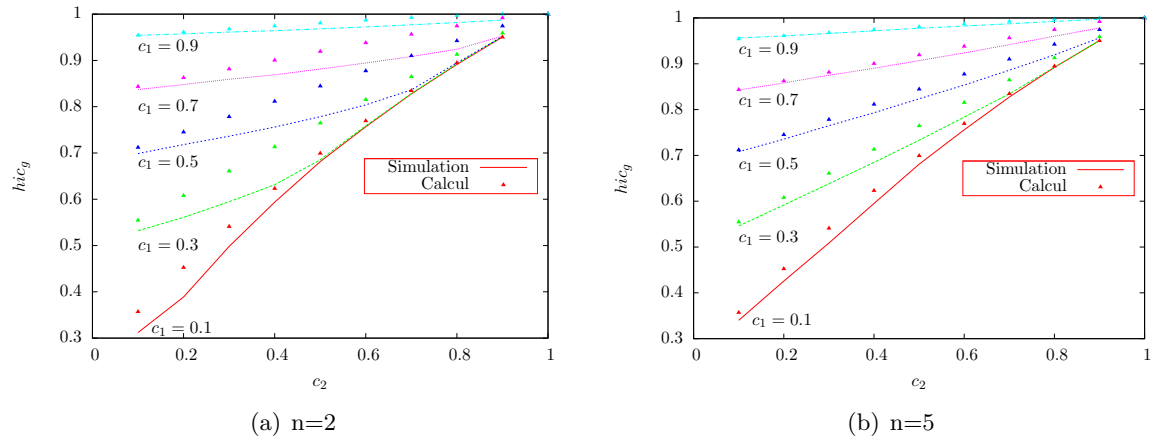 1
0.9
0.8
0.7
0.6
0.5
0.4
0.3
hic_g
c_1 = 0.9
c_1 = 0.7
c_1 = 0.5
c_1 = 0.3
c_1 = 0.1
Simulation
Calcul
0 0.2 0.4 0.6 0.8 1
c_2
(a) n=2
1
0.9
0.8
0.7
0.6
0.5
0.4
0.3
hic_g
c_1 = 0.9
c_1 = 0.7
c_1 = 0.5
c_1 = 0.3
c_1 = 0.1
Simulation
Calcul
0 0.2 0.4 0.6 0.8 1
c_2
(b) n=5